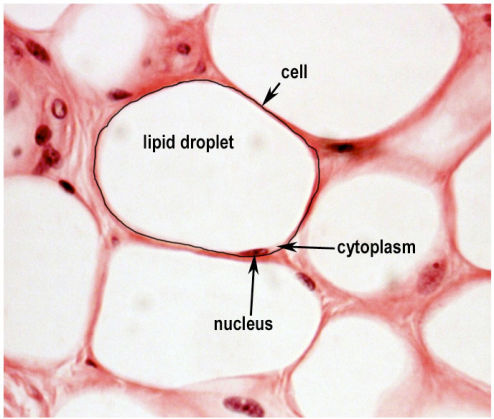 cell
lipid droplet
cytoplasm
nucleus